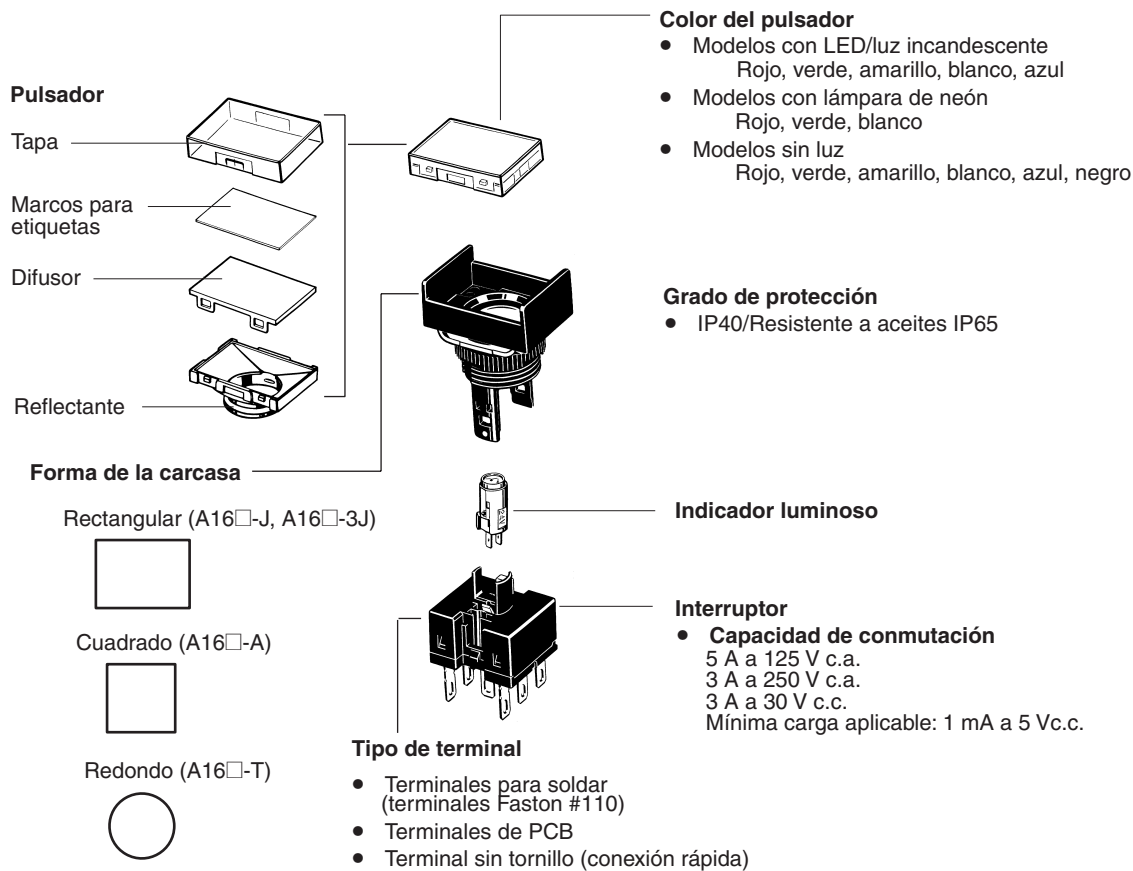 Color del pulsador
● Modelos con LED/luz incandescente
Rojo, verde, amarillo, blanco, azul
● Modelos con lámpara de neón
Rojo, verde, blanco
● Modelos sin luz
Rojo, verde, amarillo, blanco, azul, negro
Pulsador
Tapa
Marcos para
etiquetas
Difusor
Reflectante
Grado de protección
● IP40/Resistente a aceites IP65
Forma de la carcasa
Rectangular (A16□-J, A16□-3J)
Cuadrado (A16□-A)
Redondo (A16□-T)
24V
Indicador luminoso
Interruptor
● Capacidad de conmutación
5 A a 125 V c.a.
3 A a 250 V c.a.
3 A a 30 V c.c.
Mínima carga aplicable: 1 mA a 5 Vc.c.
Tipo de terminal
● Terminales para soldar
(terminales Faston #110)
● Terminales de PCB
● Terminal sin tornillo (conexión rápida)